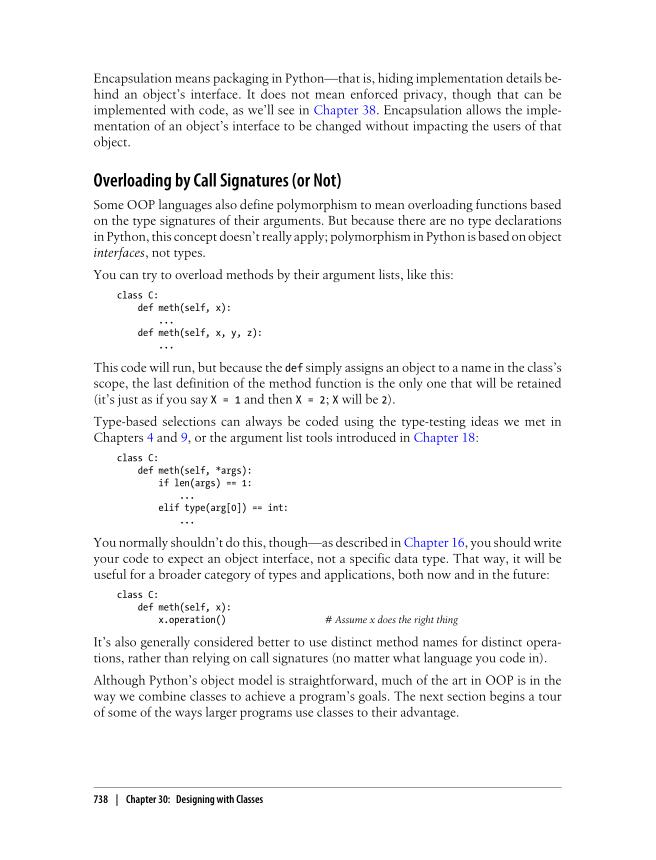 Encapsulation means packaging in Python—that is, hiding implementation details be-
hind an object's interface. It does not mean enforced privacy, though that can be
implemented with code, as we'll see in Chapter 38. Encapsulation allows the imple-
mentation of an object's interface to be changed without impacting the users of that
object.
Overloading by Call Signatures (or Not)
Some OOP languages also define polymorphism to mean overloading functions based
on the type signatures of their arguments. But because there are no type declarations
in Python, this concept doesn't really apply; polymorphism in Python is based on object
interfaces, not types.
You can try to overload methods by their argument lists, like this:
class C:
    def meth(self, x):
        ...
    def meth(self, x, y, z):
        ...
This code will run, but because the def simply assigns an object to a name in the class's
scope, the last definition of the method function is the only one that will be retained
(it's just as if you say X = 1 and then X = 2; X will be 2).
Type-based selections can always be coded using the type-testing ideas we met in
Chapters 4 and 9, or the argument list tools introduced in Chapter 18:
class C:
    def meth(self, *args):
        if len(args) == 1:
            ...
        elif type(arg[0]) == int:
            ...
You normally shouldn't do this, though—as described in Chapter 16, you should write
your code to expect an object interface, not a specific data type. That way, it will be
useful for a broader category of types and applications, both now and in the future:
class C:
    def meth(self, x):
        x.operation() # Assume x does the right thing
It's also generally considered better to use distinct method names for distinct opera-
tions, rather than relying on call signatures (no matter what language you code in).
Although Python's object model is straightforward, much of the art in OOP is in the
way we combine classes to achieve a program's goals. The next section begins a tour
of some of the ways larger programs use classes to their advantage.
738 | Chapter 30: Designing with Classes